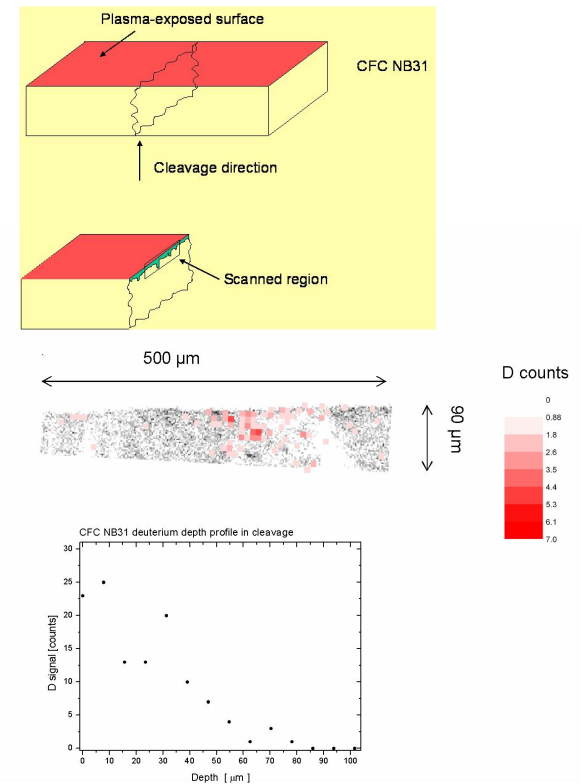 Plasma-exposed surface
CFC NB31
Cleavage direction
Scanned region
500 µm
D counts
0
0.88
1.8
2.6
3.5
4.4
5.3
6.1
7.0
90 µm
CFC NB31 deuterium depth profile in cleavage
30
25
20
15
10
5
0
D signal [counts]
0 10 20 30 40 50 60 70 80 90 100
Depth [ µm ]